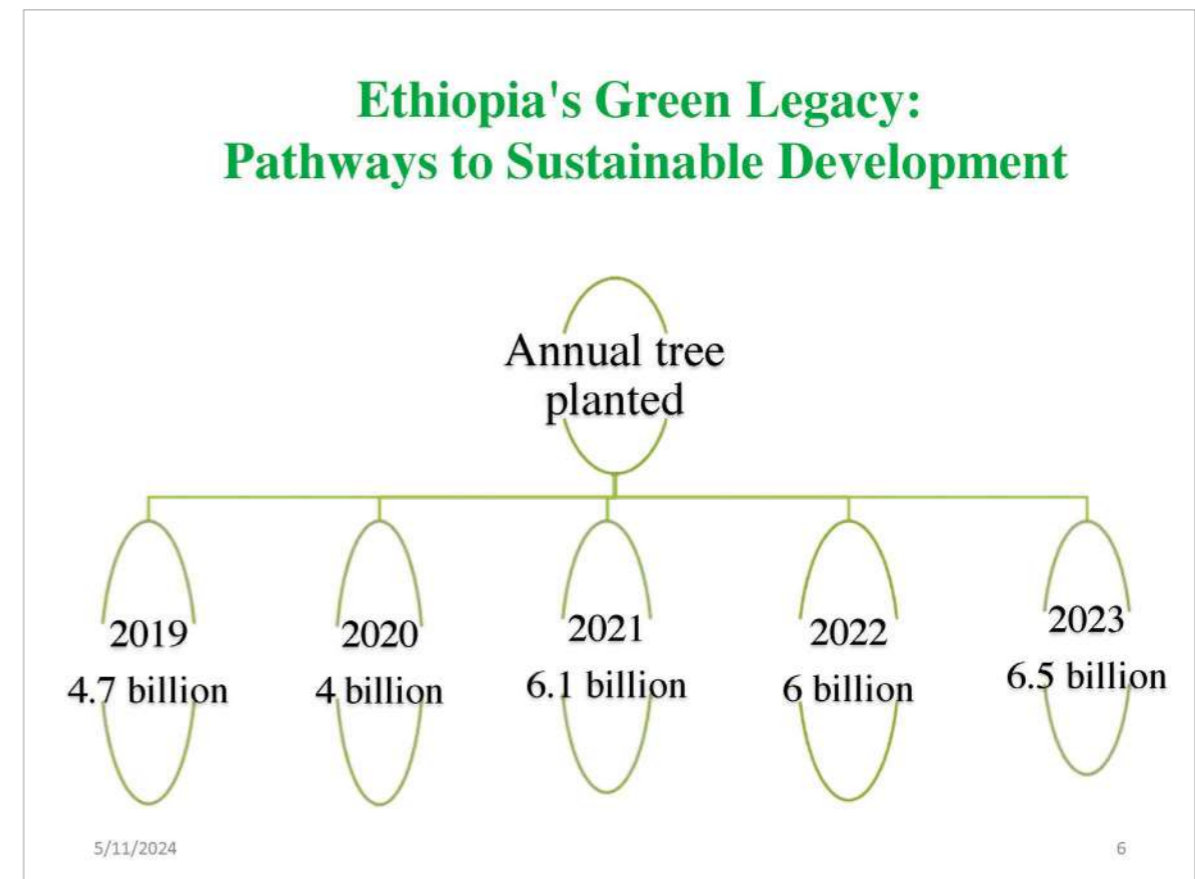 Ethiopia's Green Legacy:
Pathways to Sustainable Development
Annual tree
planted
2019
4.7 billion
2020
4 billion
2021
6.1 billion
2022
6 billion
2023
6.5 billion
5/11/2024
6